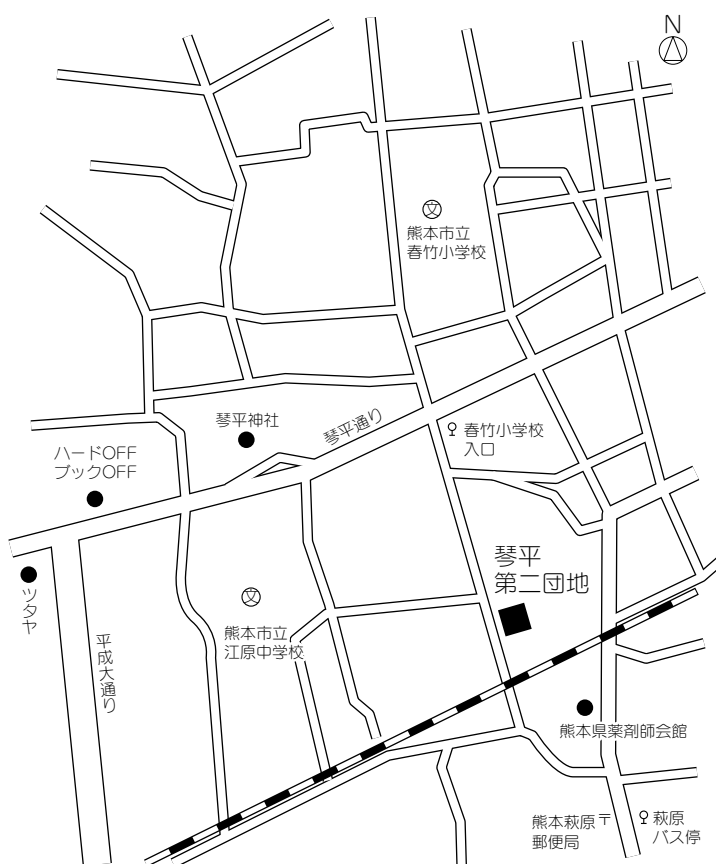 N
文
熊本市立
春竹小学校
琴平神社
琴平通り
春竹小学校
入口
ハードOFF
ブックOFF
ツタヤ
平成大通り
文
熊本市立
江原中学校
琴平
第二団地
熊本県薬剤師会館
熊本萩原〒
郵便局
萩原
バス停